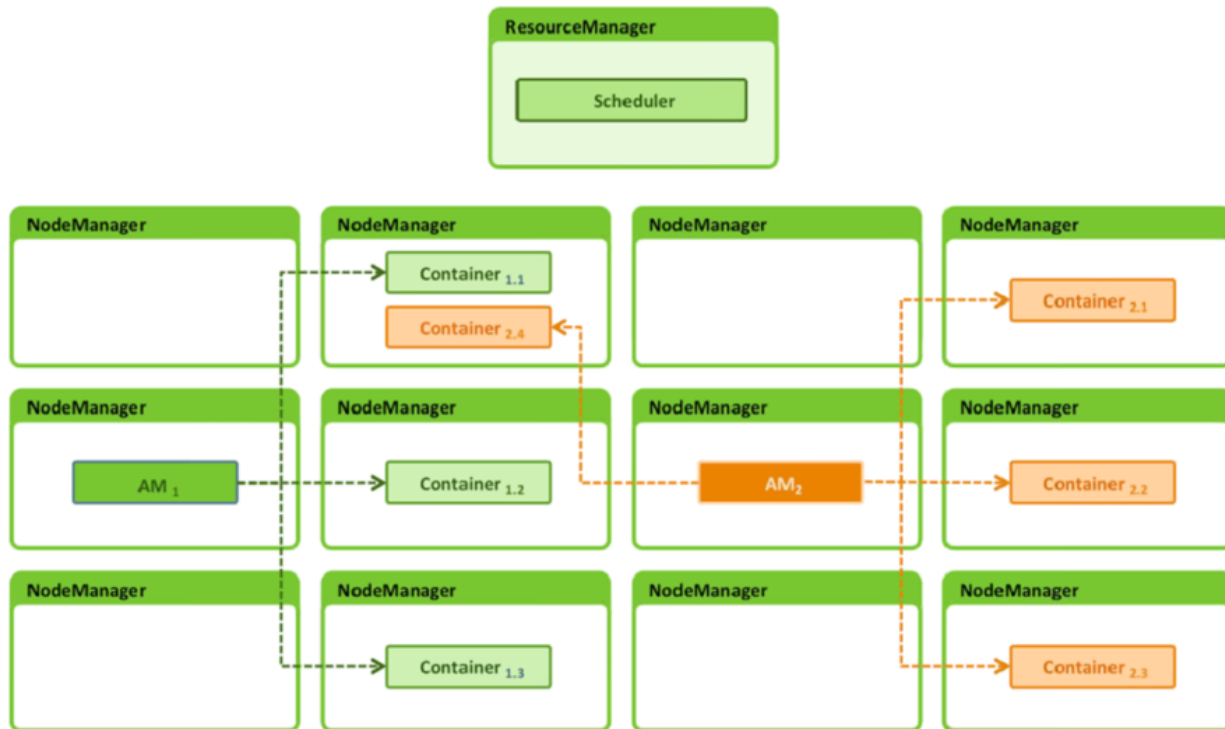 ResourceManager
Scheduler
NodeManager
NodeManager
NodeManager
NodeManager
Container 1.1
Container 2.4
Container 2.1
NodeManager
NodeManager
NodeManager
NodeManager
AM 1
Container 1.2
AM2
Container 2.2
NodeManager
NodeManager
NodeManager
NodeManager
Container 1.3
Container 2.3